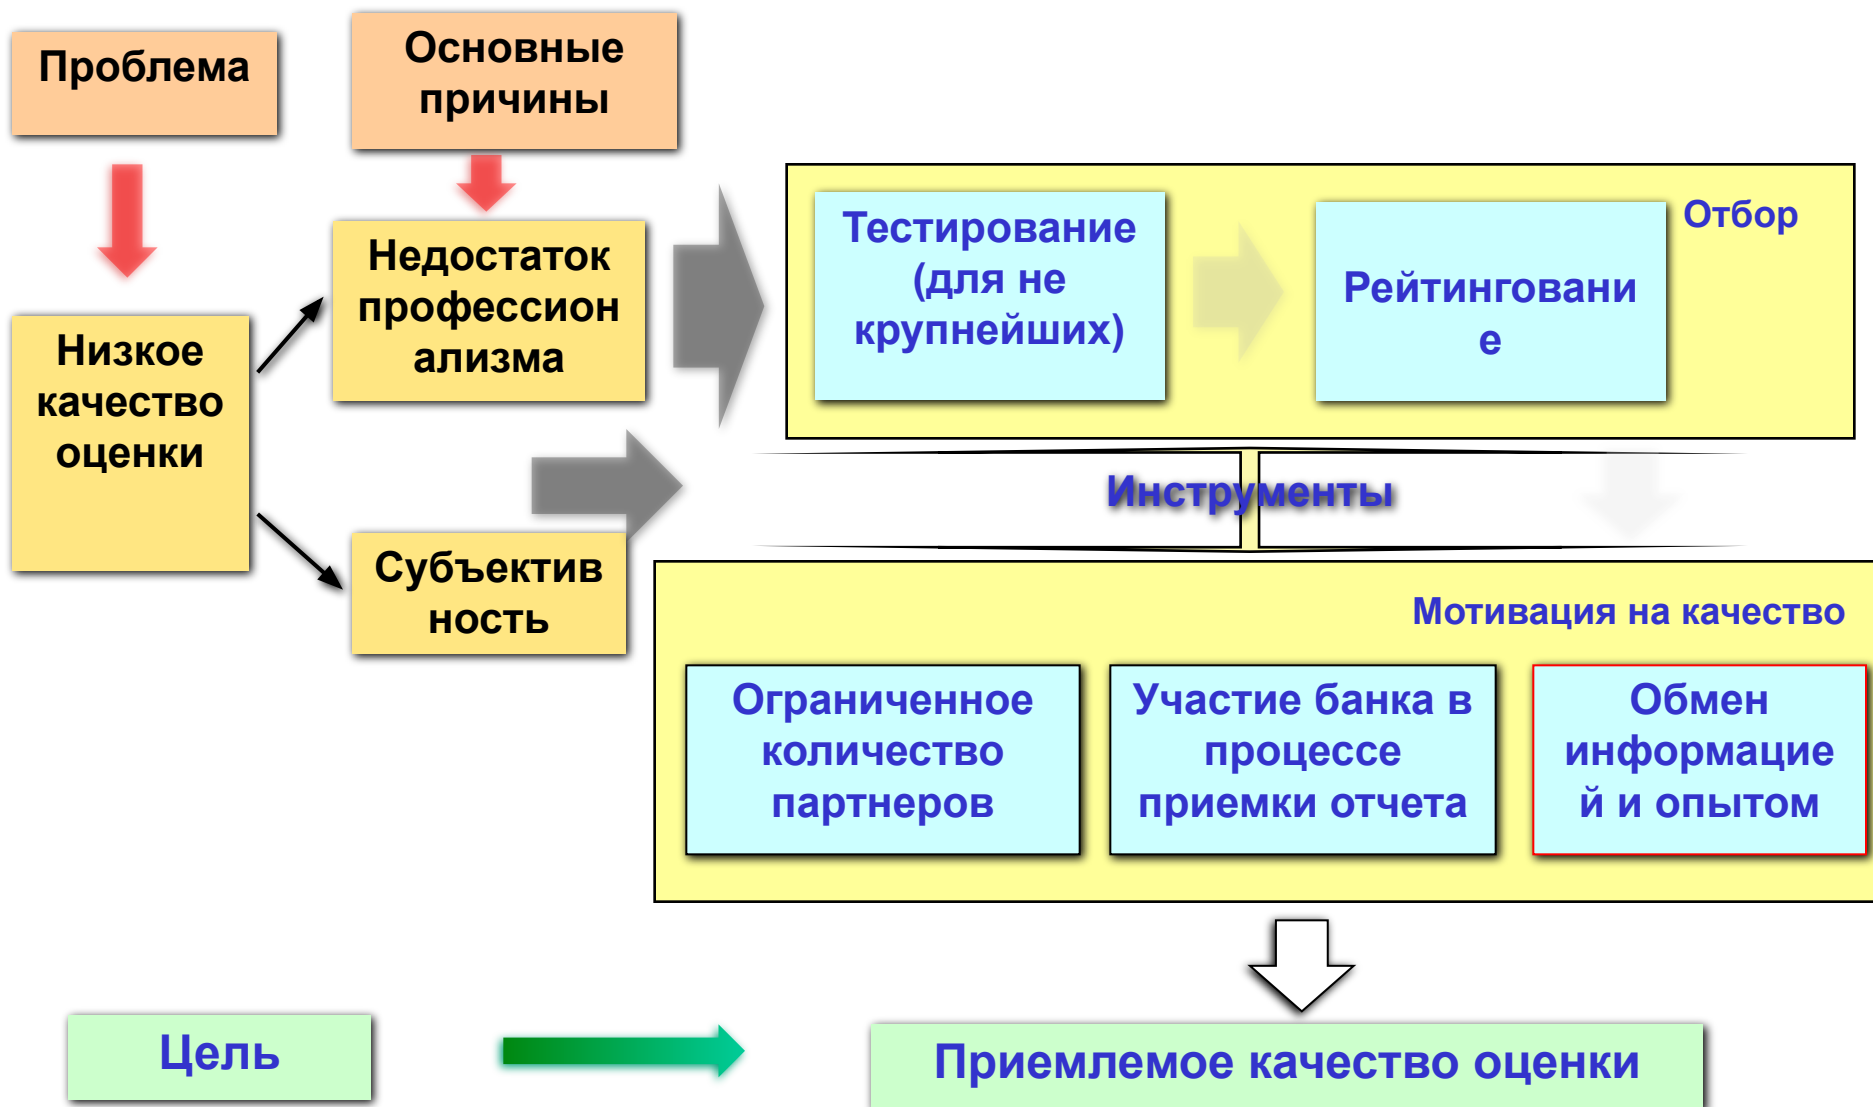 Проблема
Основные
причины
Недостаток
профессион
ализма
Низкое
качество
оценки
Субъектив
ность
Отбор
Тестирование
(для не
крупнейших)
Рейтинговани
е
Инструменты
Мотивация на качество
Ограниченное
количество
партнеров
Участие банка в
процессе
приемки отчета
Обмен
информацие
й и опытом
Цель
Приемлемое качество оценки